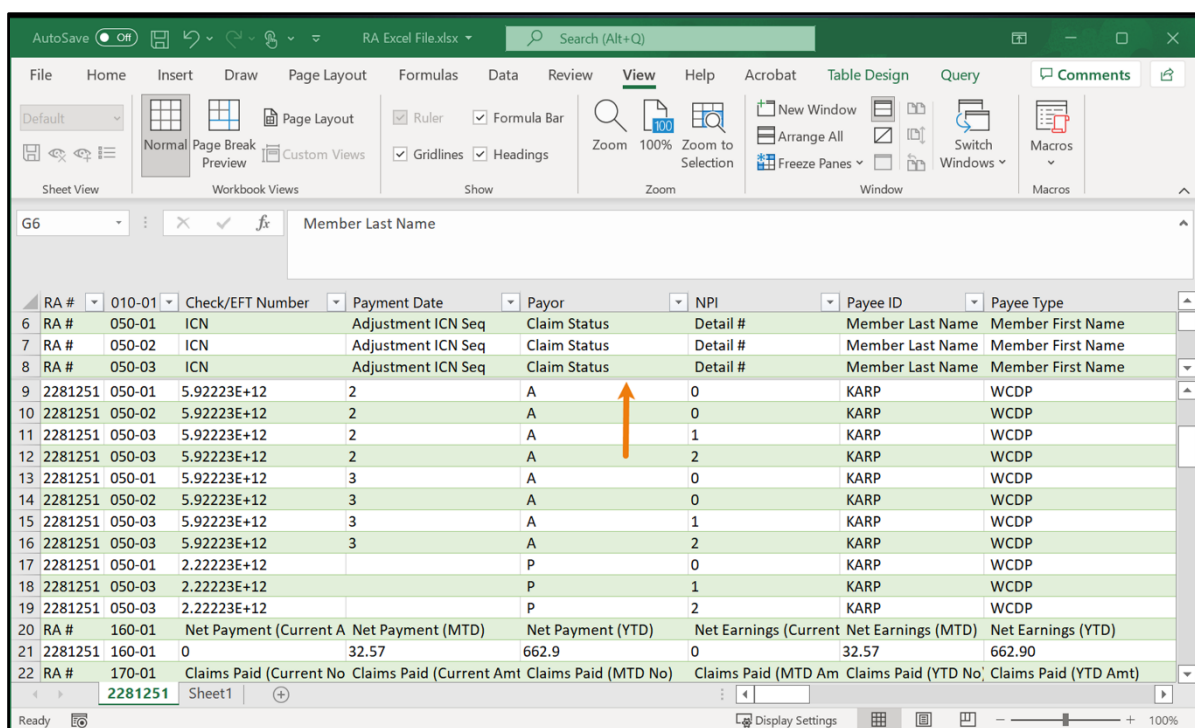 AutoSave Off RA Excel File.xlsx Search (Alt+Q)
File Home Insert Draw Page Layout Formulas Data Review View Help Acrobat Table Design Query Comments
Default Normal Page Break Preview Page Layout Custom Views Ruler Formula Bar Gridlines Headings Zoom 100 100% Zoom to Selection New Window Arrange All Freeze Panes Switch Windows Macros
Sheet View Workbook Views Show Zoom Window Macros
G6 fx Member Last Name
RA # 010-01 Check/EFT Number Payment Date Payor NPI Payee ID Payee Type
6 RA # 050-01 ICN Adjustment ICN Seq Claim Status Detail # Member Last Name Member First Name
7 RA # 050-02 ICN Adjustment ICN Seq Claim Status Detail # Member Last Name Member First Name
8 RA # 050-03 ICN Adjustment ICN Seq Claim Status Detail # Member Last Name Member First Name
9 2281251 050-01 5.92223E+12 2 A 0 KARP WCDP
10 2281251 050-02 5.92223E+12 2 A 0 KARP WCDP
11 2281251 050-03 5.92223E+12 2 A 1 KARP WCDP
12 2281251 050-03 5.92223E+12 2 A 2 KARP WCDP
13 2281251 050-01 5.92223E+12 3 A 0 KARP WCDP
14 2281251 050-02 5.92223E+12 3 A 0 KARP WCDP
15 2281251 050-03 5.92223E+12 3 A 1 KARP WCDP
16 2281251 050-03 5.92223E+12 3 A 2 KARP WCDP
17 2281251 050-01 2.22223E+12 P 0 KARP WCDP
18 2281251 050-03 2.22223E+12 P 1 KARP WCDP
19 2281251 050-03 2.22223E+12 P 2 KARP WCDP
20 RA # 160-01 Net Payment (Current A Net Payment (MTD) Net Payment (YTD) Net Earnings (Current Net Earnings (MTD) Net Earnings (YTD)
21 2281251 160-01 0 32.57 662.9 0 32.57 662.90
22 RA # 170-01 Claims Paid (Current No Claims Paid (Current Amt Claims Paid (MTD No) Claims Paid (MTD Am Claims Paid (YTD No) Claims Paid (YTD Amt)
2281251 Sheet1
Ready Display Settings 100%